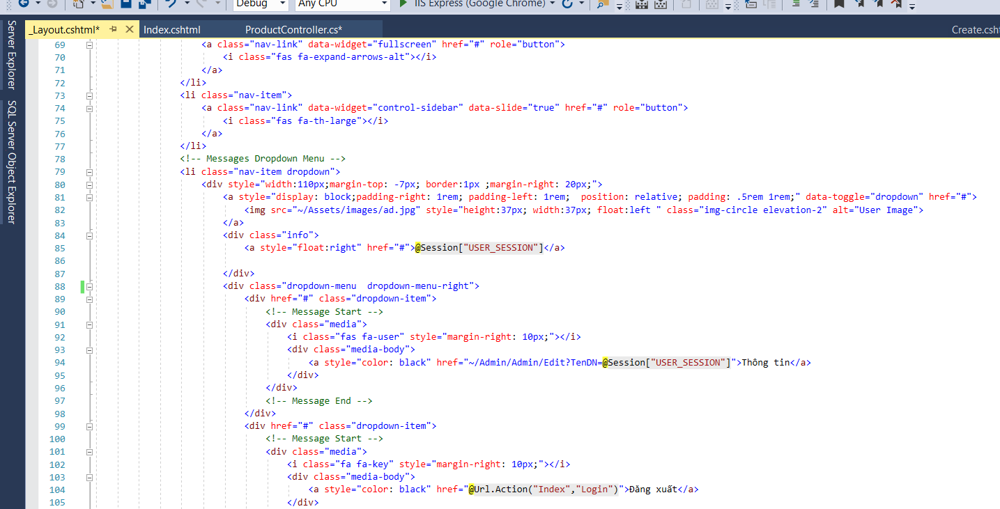 Debug
Any CPU
IIS Express (Google Chrome)
Server Explorer
SQL Server Object Explorer
_Layout.cshtml*
Index.cshtml
ProductController.cs*
Create.csht
69 <a class="nav-link" data-widget="fullscreen" href="#" role="button">
70 <i class="fas fa-expand-arrows-alt"></i>
71 </a>
72 </li>
73 <li class="nav-item">
74 <a class="nav-link" data-widget="control-sidebar" data-slide="true" href="#" role="button">
75 <i class="fas fa-th-large"></i>
76 </a>
77 </li>
78 <!-- Messages Dropdown Menu -->
79 <li class="nav-item dropdown">
80 <div style="width:110px;margin-top: -7px; border:1px ;margin-right: 20px;">
81 <a style="display: block;padding-right: 1rem; padding-left: 1rem;  position: relative; padding: .5rem 1rem;" data-toggle="dropdown" href="#">
82 <img src="~/Assets/images/ad.jpg" style="height:37px; width:37px; float:left " class="img-circle elevation-2" alt="User Image">
83 </a>
84 <div class="info">
85 <a style="float:right" href="#">@Session["USER_SESSION"]</a>
86
87 </div>
88 <div class="dropdown-menu  dropdown-menu-right">
89 <div href="#" class="dropdown-item">
90 <!-- Message Start -->
91 <div class="media">
92 <i class="fas fa-user" style="margin-right: 10px;"></i>
93 <div class="media-body">
94 <a style="color: black" href="~/Admin/Admin/Edit?TenDN=@Session["USER_SESSION"]">Thông tin</a>
95 </div>
96 </div>
97 <!-- Message End -->
98 </div>
99 <div href="#" class="dropdown-item">
100 <!-- Message Start -->
101 <div class="media">
102 <i class="fa fa-key" style="margin-right: 10px;"></i>
103 <div class="media-body">
104 <a style="color: black" href="@Url.Action("Index","Login")">Đăng xuất</a>
105 </div>